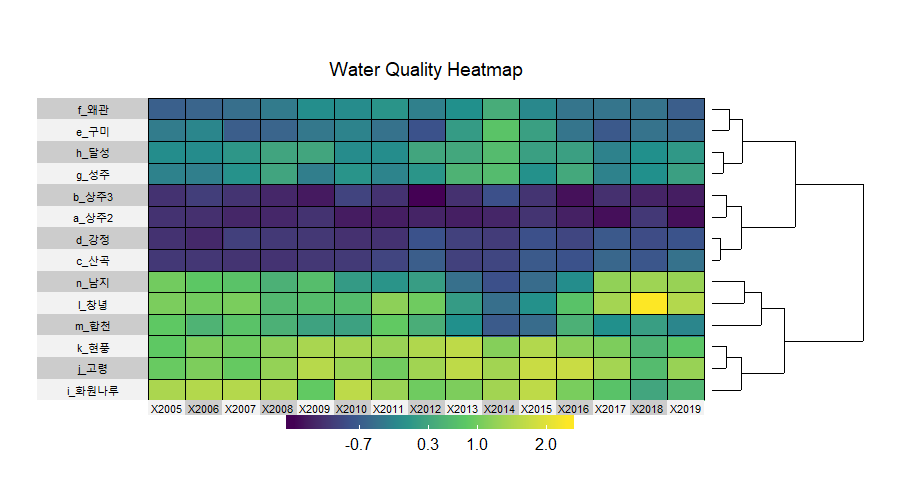 Water Quality Heatmap
f_왜관
e_구미
h_달성
g_성주
b_상주3
a_상주2
d_강정
c_산곡
n_남지
l_창녕
m_합천
k_현풍
j_고령
i_화원나루
X2005 X2006 X2007 X2008 X2009 X2010 X2011 X2012 X2013 X2014 X2015 X2016 X2017 X2018 X2019
-0.7 0.3 1.0 2.0